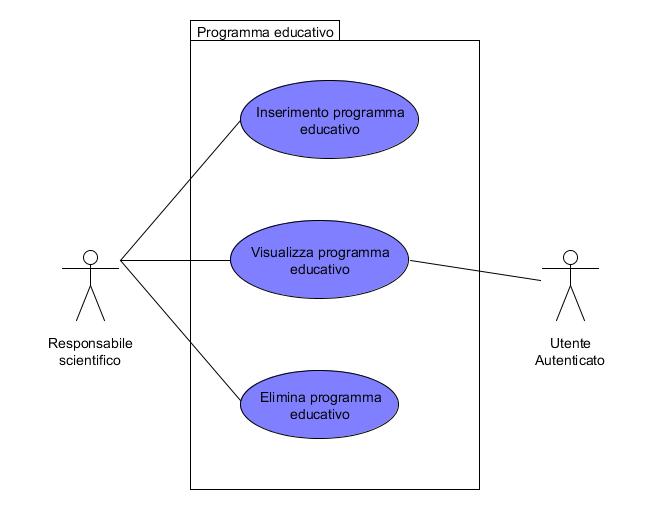 Programma educativo
Inserimento programma
educativo
Visualizza programma
educativo
Responsabile
scientifico
Utente
Autenticato
Elimina programma
educativo